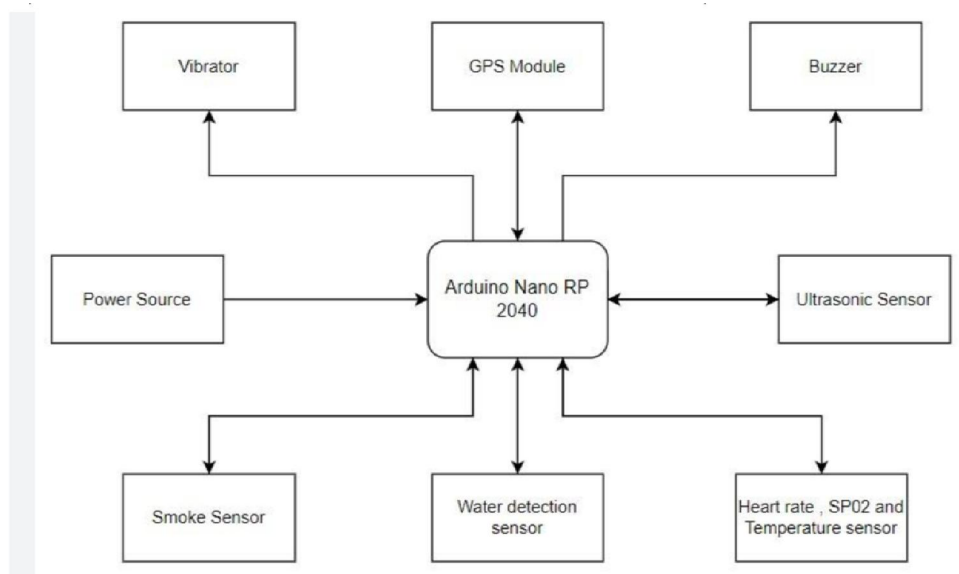 Vibrator
GPS Module
Buzzer
Power Source
Arduino Nano RP
2040
Ultrasonic Sensor
Smoke Sensor
Water detection
sensor
Heart rate , SP02 and
Temperature sensor